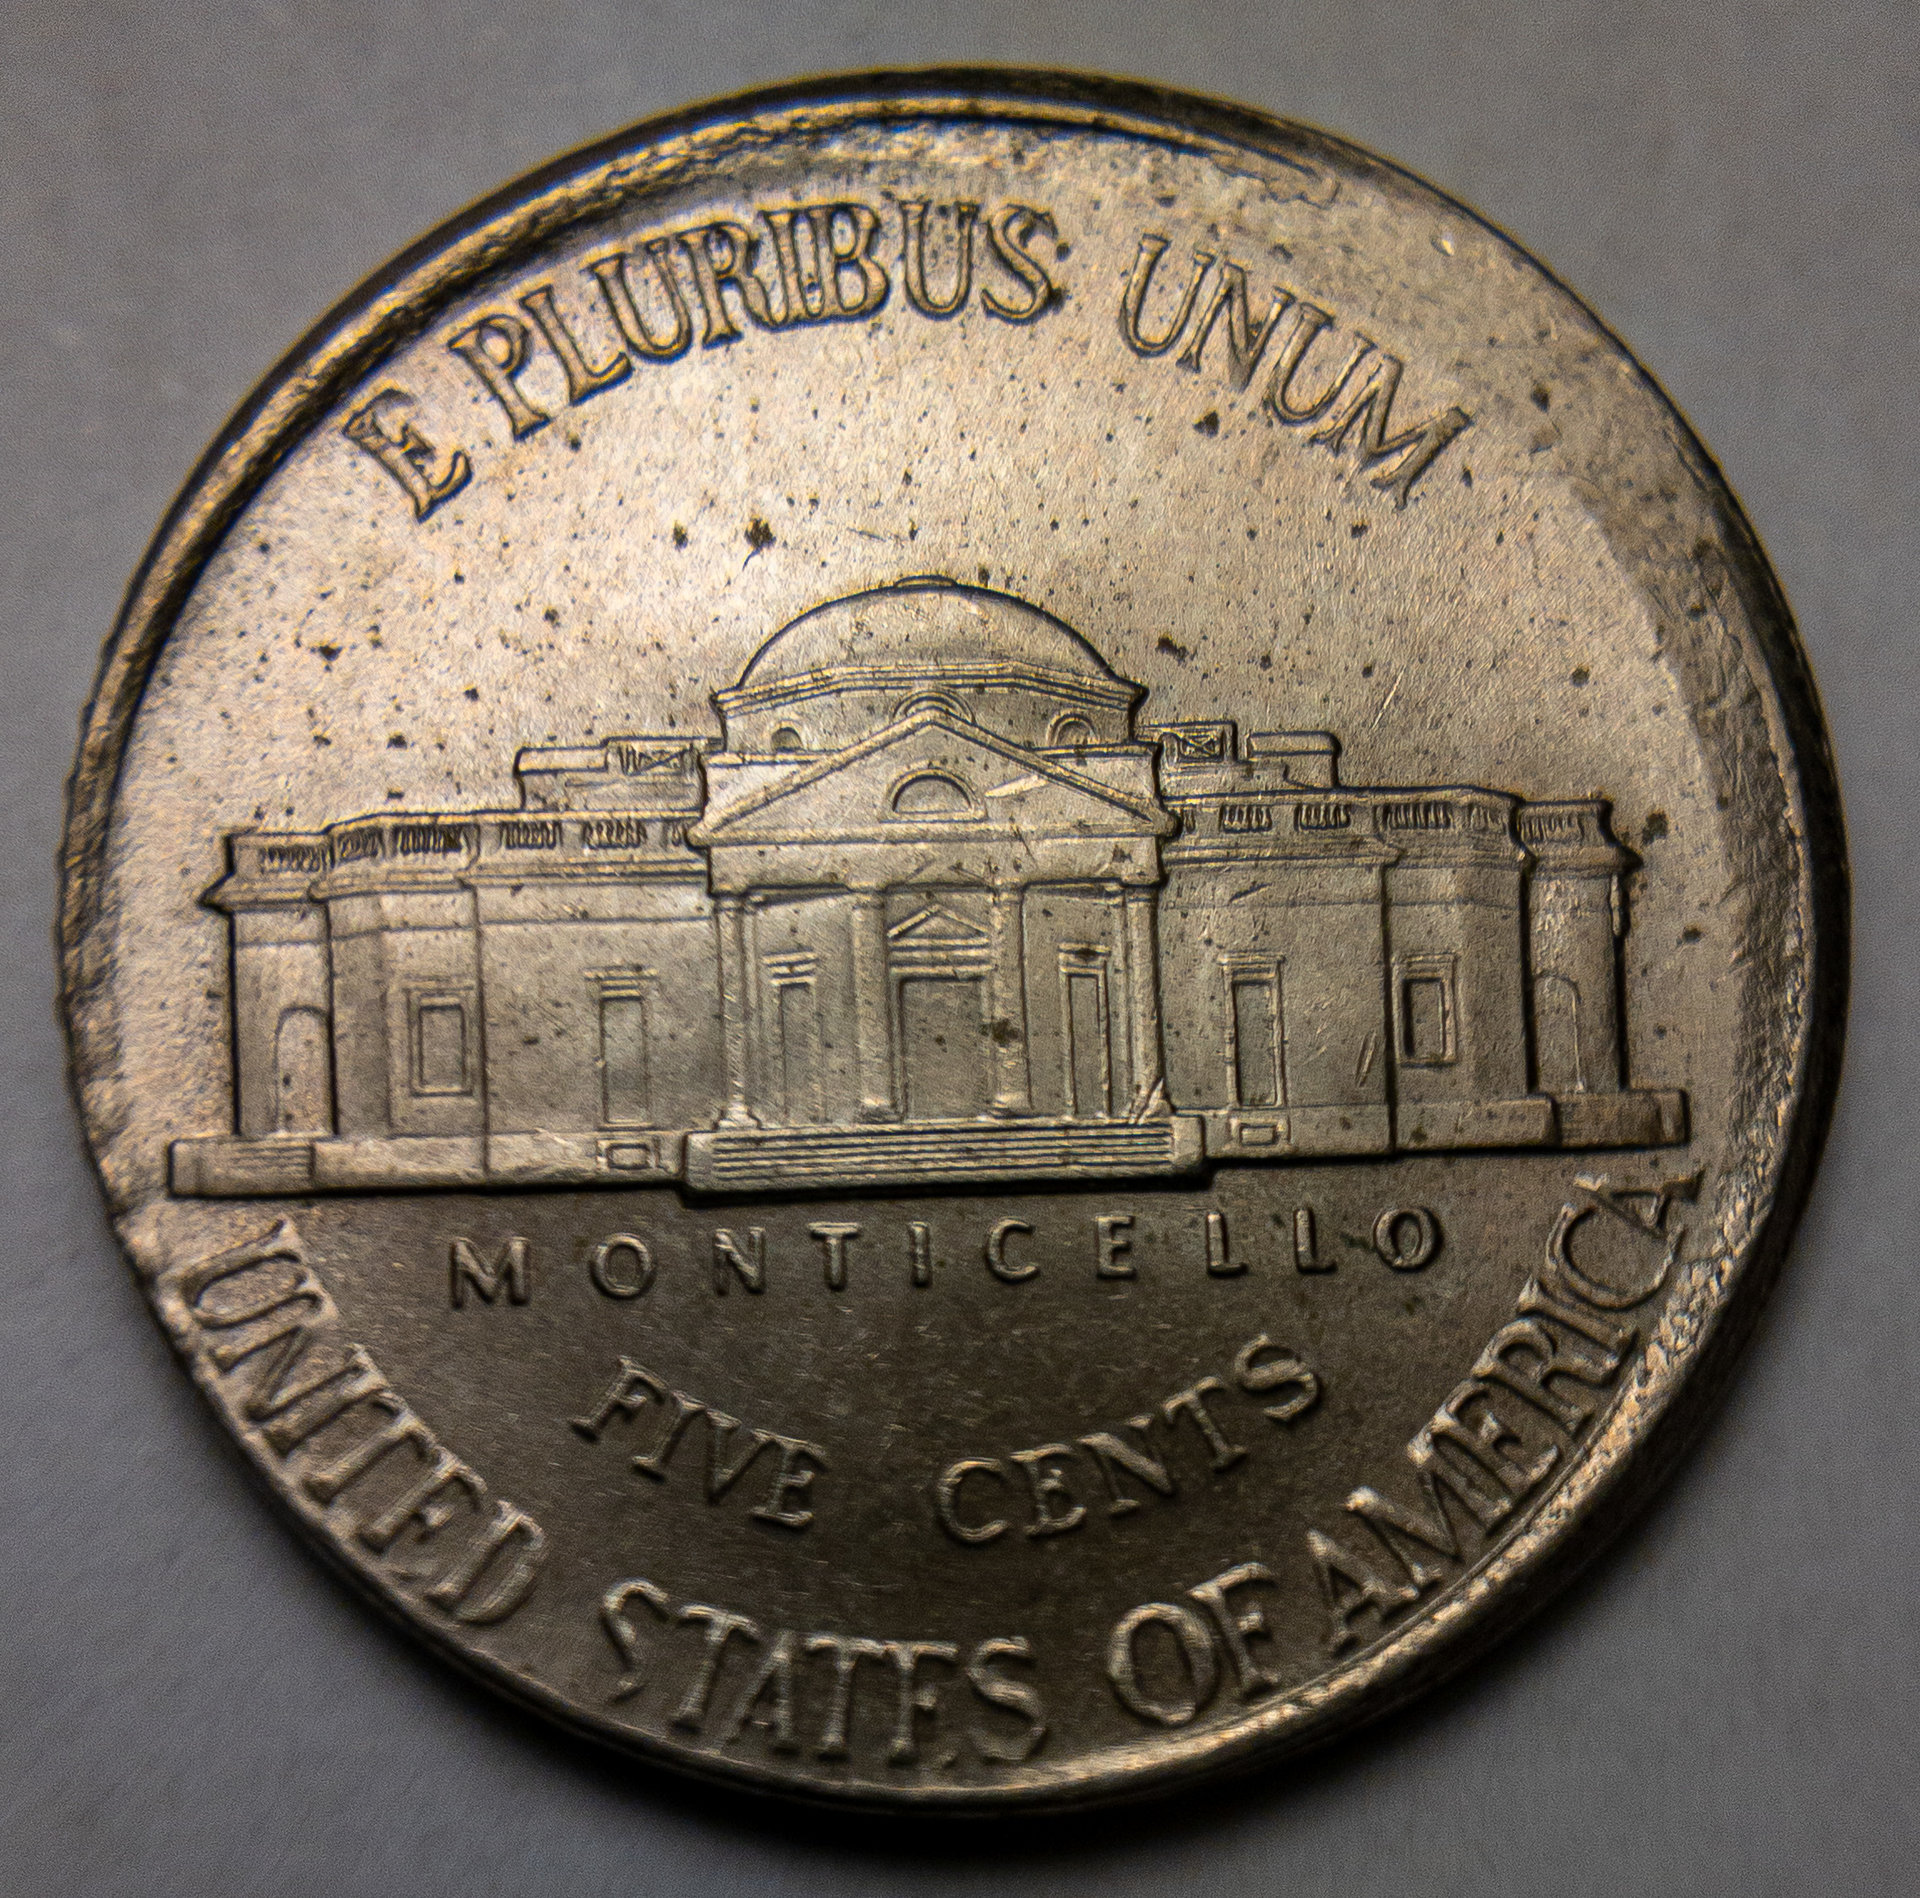 E PLURIBUS UNUM
MONTICELLO
FIVE CENTS
UNITED STATES OF AMERICA